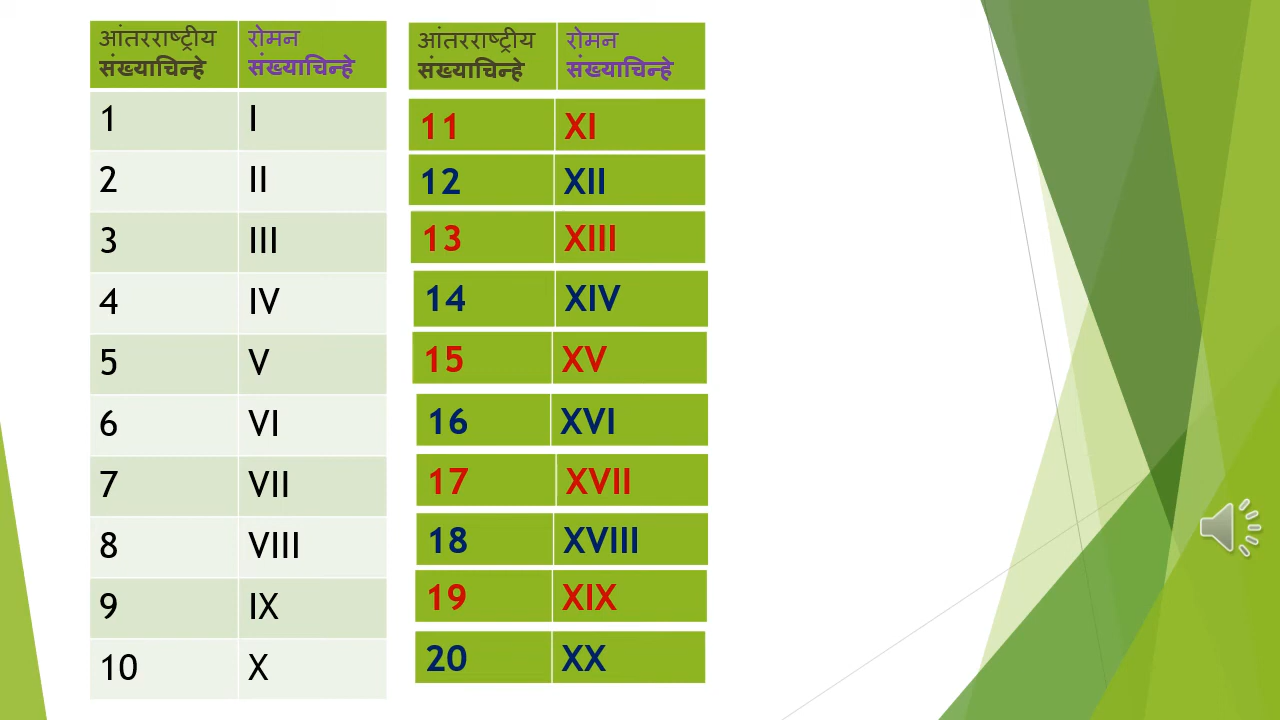 आंतरराष्ट्रीय संख्याचिन्हे रोमन संख्याचिन्हे
1 I
2 II
3 III
4 IV
5 V
6 VI
7 VII
8 VIII
9 IX
10 X
आंतरराष्ट्रीय संख्याचिन्हे रोमन संख्याचिन्हे
11 XI
12 XII
13 XIII
14 XIV
15 XV
16 XVI
17 XVII
18 XVIII
19 XIX
20 XX